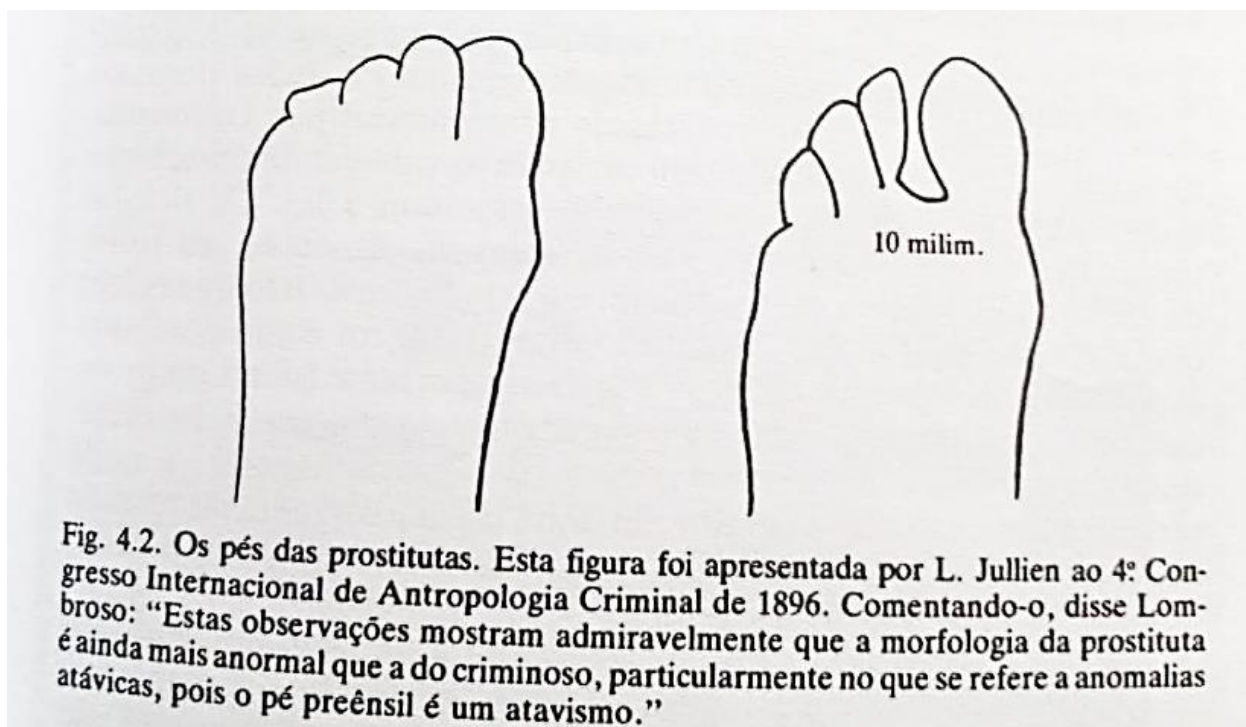 10 milim.
Fig. 4.2. Os pés das prostitutas. Esta figura foi apresentada por L. Jullien ao 4º Con-
gresso Internacional de Antropologia Criminal de 1896. Comentando-o, disse Lom-
broso: “Estas observações mostram admiravelmente que a morfologia da prostituta
é ainda mais anormal que a do criminoso, particularmente no que se refere a anomalias
atávicas, pois o pé preênsil é um atavismo.”